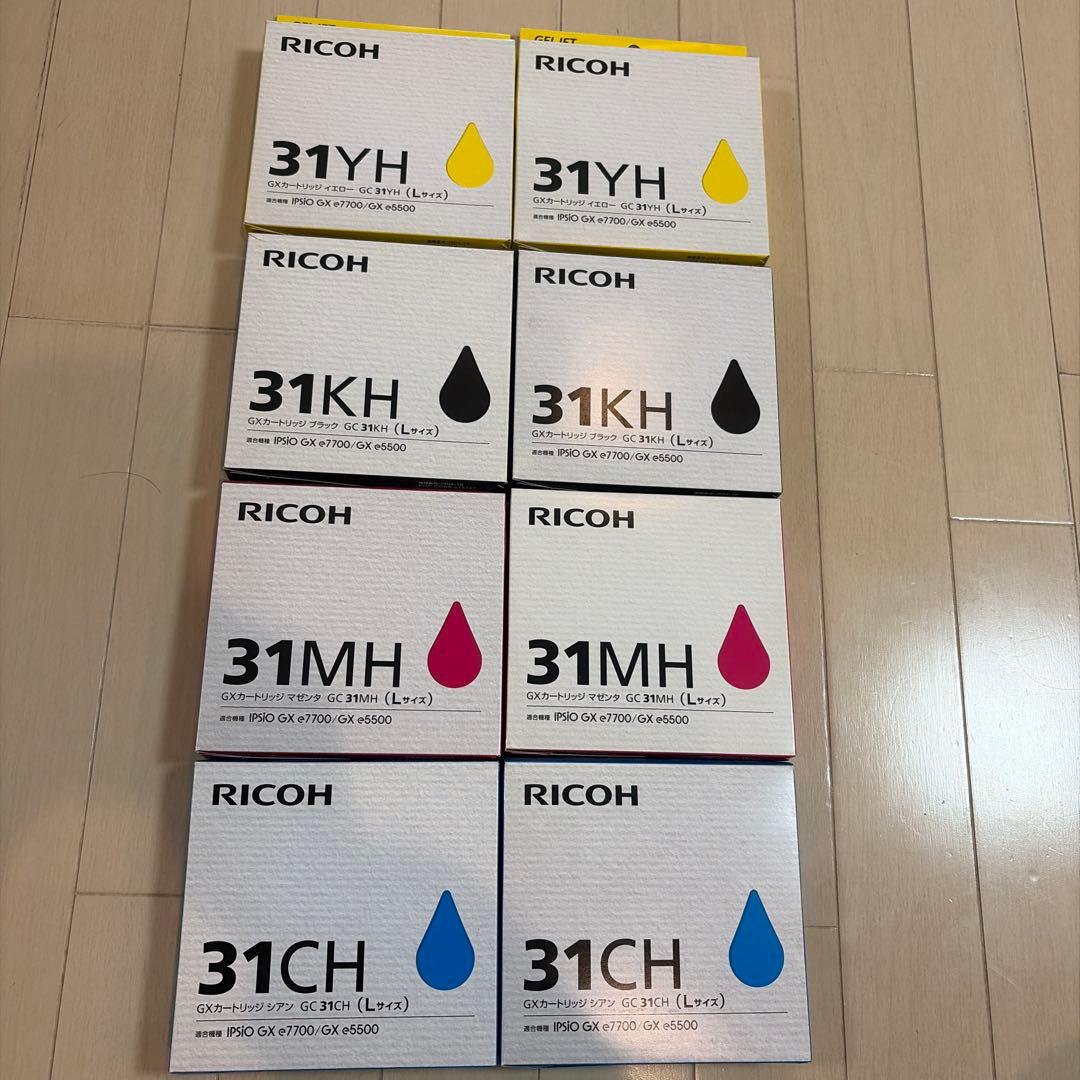 GELJET
RICOH
31YH
GXカートリッジ イエロー GC 31YH (Lサイズ)
適合機種 IPSiO GX e7700/GX e5500
GELJET
RICOH
31YH
GXカートリッジ イエロー GC 31YH (Lサイズ)
適合機種 IPSiO GX e7700/GX e5500
RICOH
31KH
GXカートリッジ ブラック GC 31KH (Lサイズ)
適合機種 IPSiO GX e7700/GX e5500
RICOH
31KH
GXカートリッジ ブラック GC 31KH (Lサイズ)
適合機種 IPSiO GX e7700/GX e5500
RICOH
31MH
GXカートリッジ マゼンタ GC 31MH (Lサイズ)
適合機種 IPSiO GX e7700/GX e5500
RICOH
31MH
GXカートリッジ マゼンタ GC 31MH (Lサイズ)
適合機種 IPSiO GX e7700/GX e5500
RICOH
31CH
GXカートリッジ シアン GC 31CH (Lサイズ)
適合機種 IPSiO GX e7700/GX e5500
RICOH
31CH
GXカートリッジ シアン GC 31CH (Lサイズ)
適合機種 IPSiO GX e7700/GX e5500